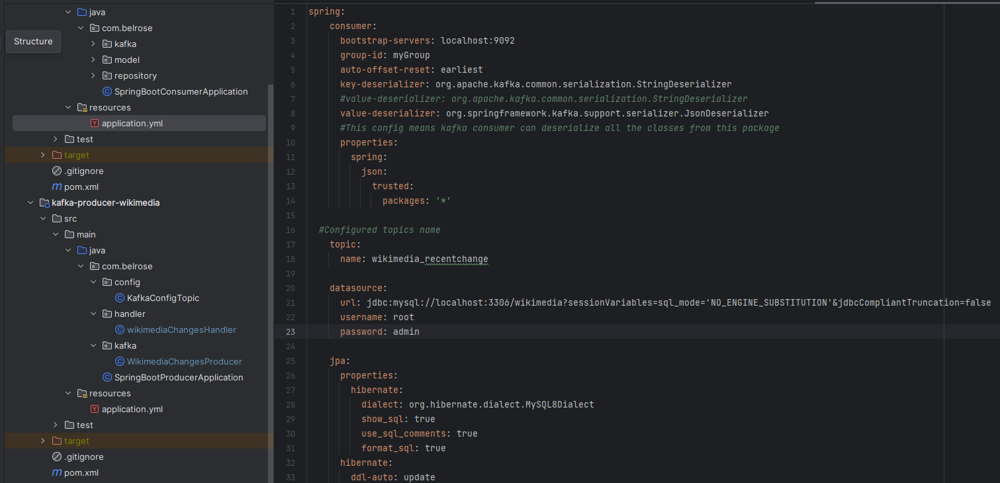 java
com.belrose
Structure
kafka
model
repository
SpringBootConsumerApplication
resources
application.yml
test
target
.gitignore
pom.xml
kafka-producer-wikimedia
src
main
java
com.belrose
config
KafkaConfigTopic
handler
wikimediaChangesHandler
kafka
WikimediaChangesProducer
SpringBootProducerApplication
resources
application.yml
test
target
.gitignore
pom.xml
1 spring:
2 consumer:
3 bootstrap-servers: localhost:9092
4 group-id: myGroup
5 auto-offset-reset: earliest
6 key-deserializer: org.apache.kafka.common.serialization.StringDeserializer
7 #value-deserializer: org.apache.kafka.common.serialization.StringDeserializer
8 value-deserializer: org.springframework.kafka.support.serializer.JsonDeserializer
9 #This config means kafka consumer can deserialize all the classes from this package
10 properties:
11 spring:
12 json:
13 trusted:
14 packages: '*'
15
16 #Configured topics name
17 topic:
18 name: wikimedia_recentchange
19
20 datasource:
21 url: jdbc:mysql://localhost:3306/wikimedia?sessionVariables=sql_mode='NO_ENGINE_SUBSTITUTION'&jdbcCompliantTruncation=false
22 username: root
23 password: admin
24
25 jpa:
26 properties:
27 hibernate:
28 dialect: org.hibernate.dialect.MySQL8Dialect
29 show_sql: true
30 use_sql_comments: true
31 format_sql: true
32 hibernate:
33 ddl-auto: update